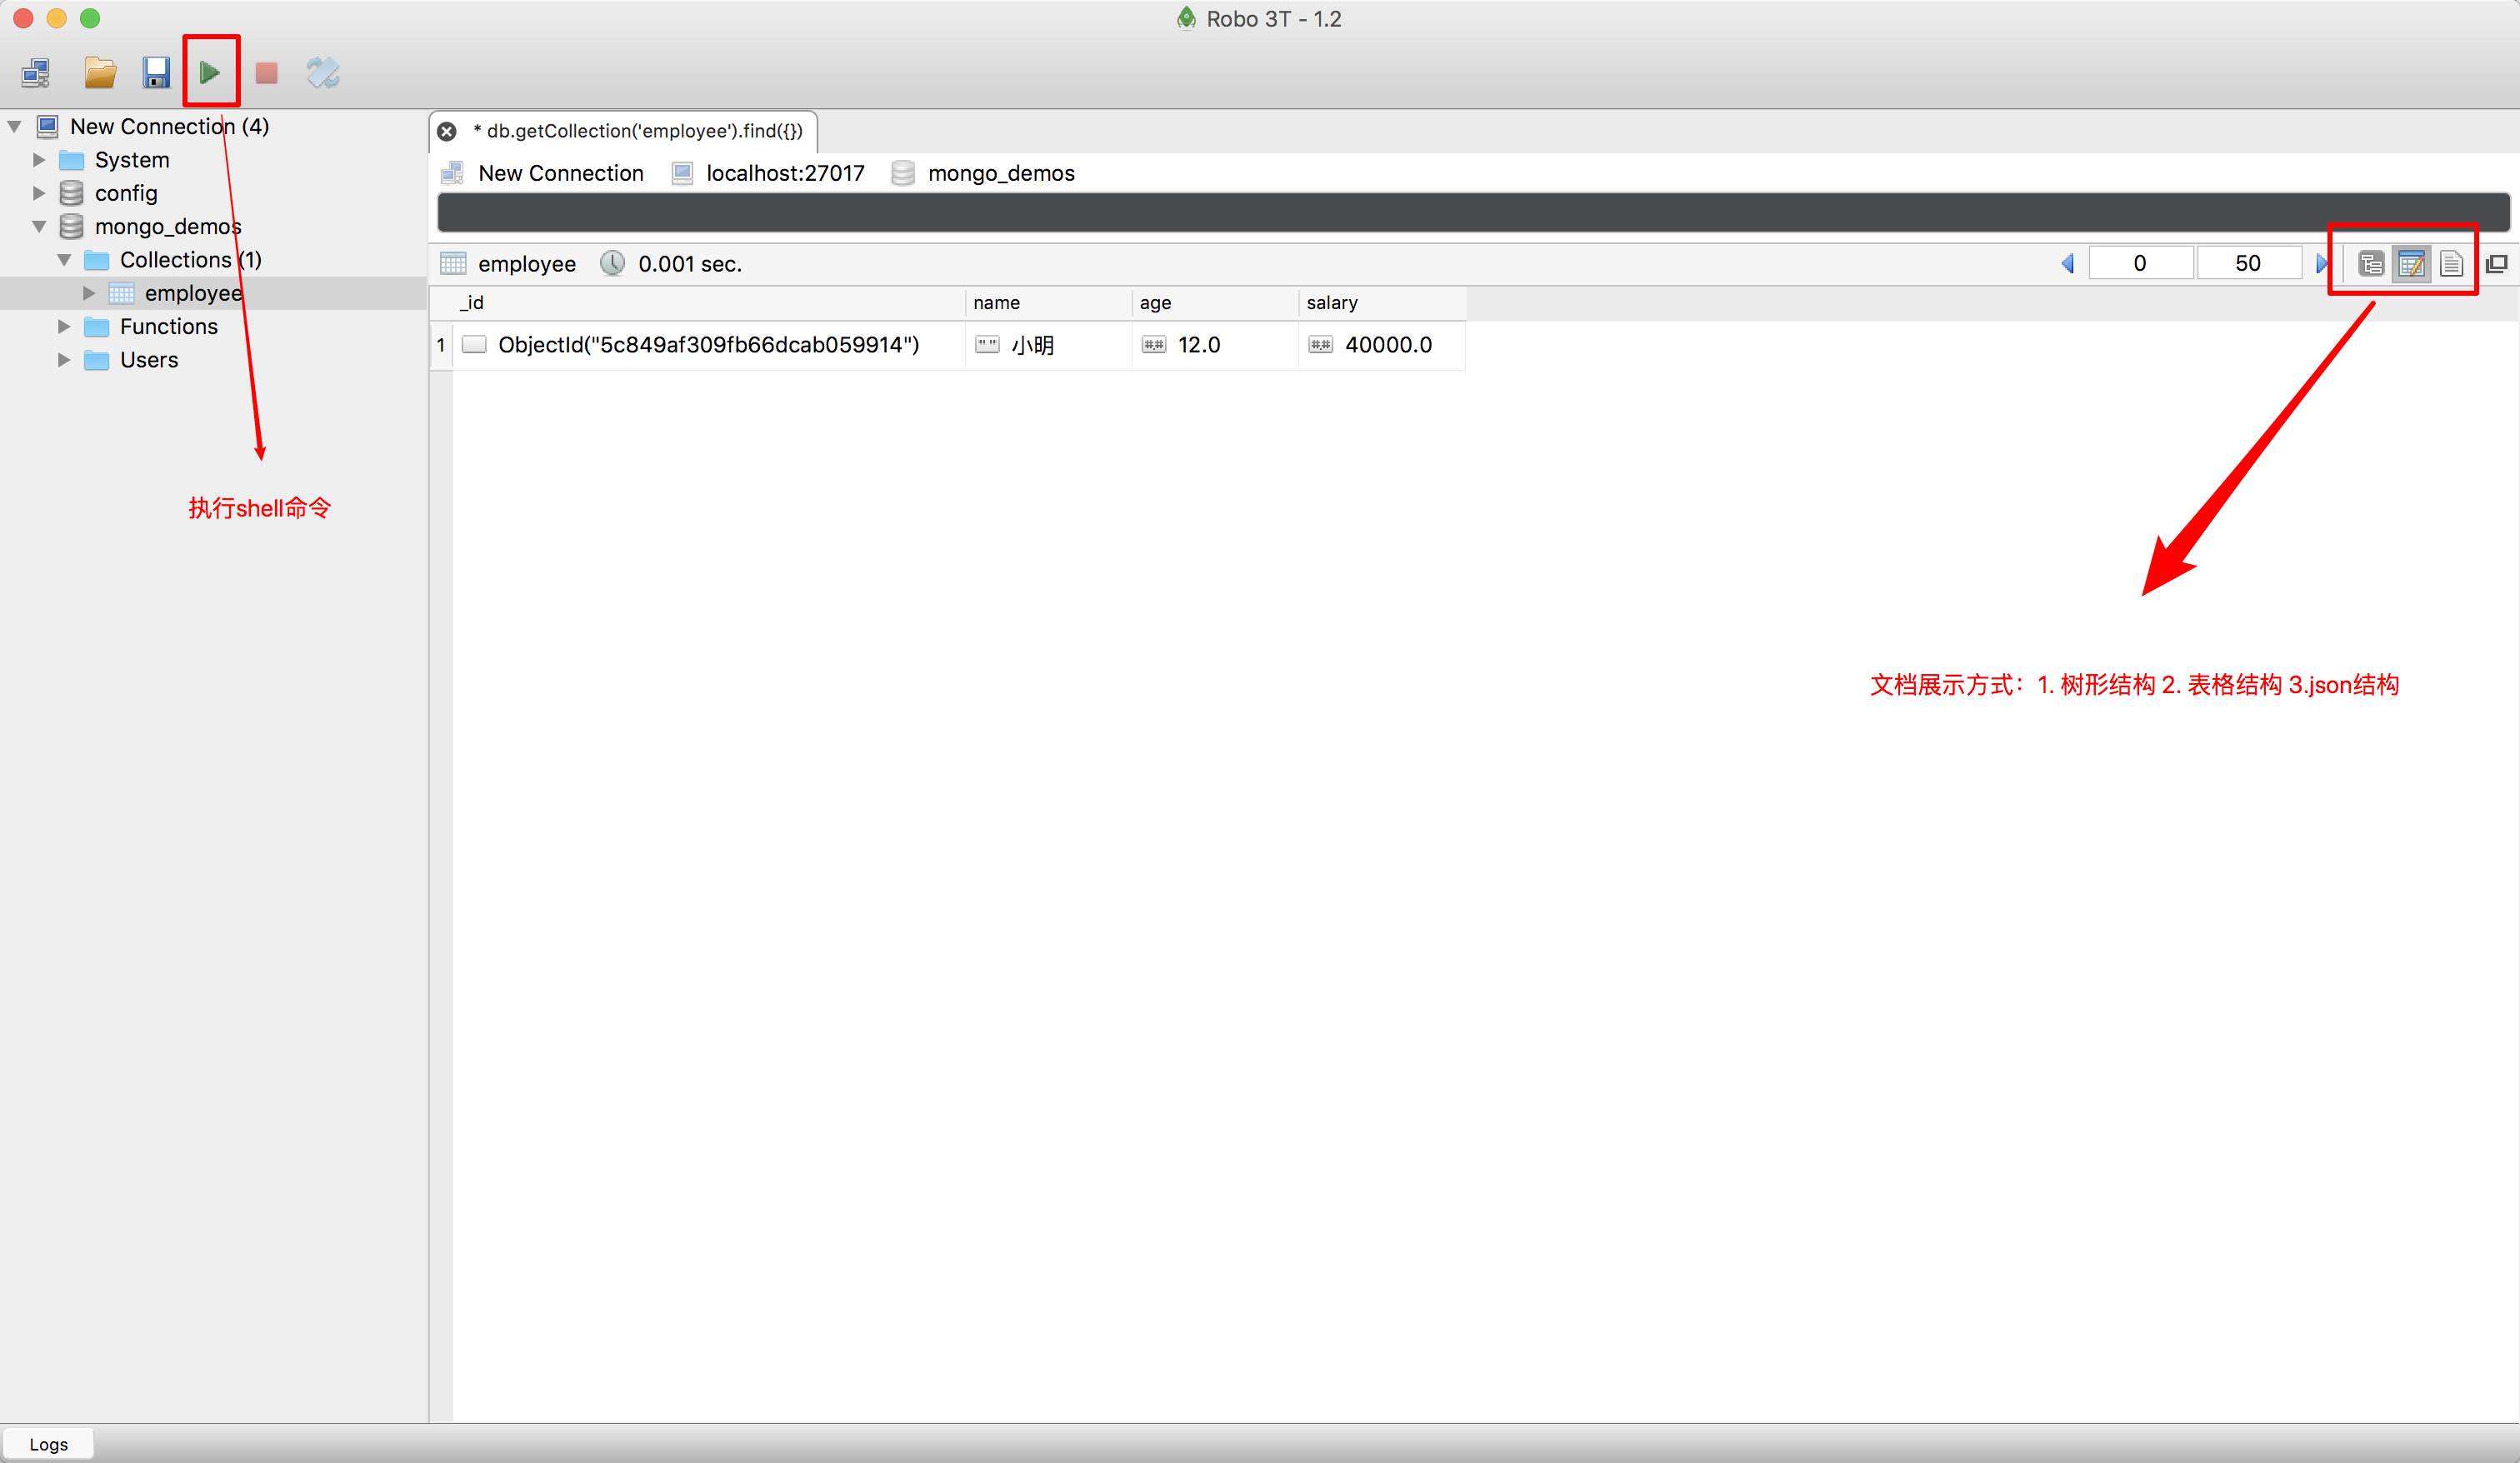 Robo 3T - 1.2
New Connection (4)
System
config
mongo_demos
Collections (1)
employee
Functions
Users
执行shell命令
* db.getCollection('employee').find({})
New Connection localhost:27017 mongo_demos
employee 0.001 sec. 0 50
_id name age salary
1 ObjectId("5c849af309fb66dcab059914") 小明 12.0 40000.0
文档展示方式：1. 树形结构 2. 表格结构 3.json结构
Logs